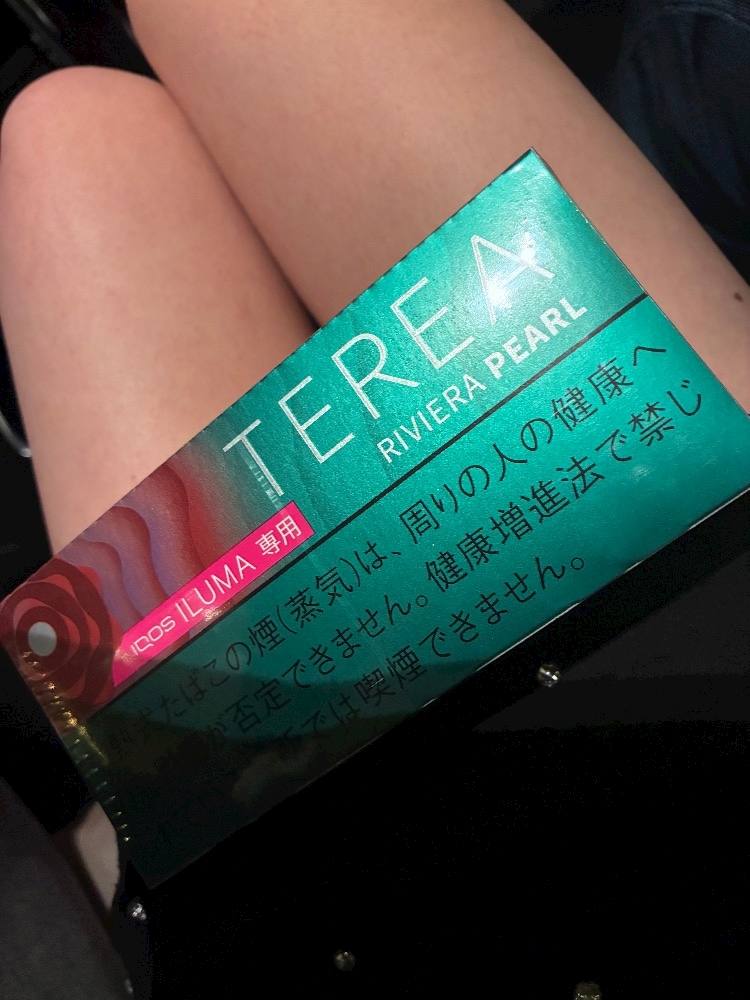 TEREA
RIVIERA PEARL
IQOS ILUMA 専用
状たばこの煙(蒸気)は、周りの人の健康へ
が否定できません。健康増進法で禁じ
では喫煙できません。